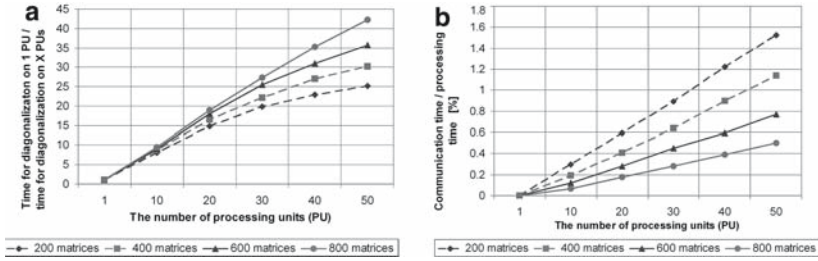 a
Time for diagonalizaton on 1 PU /
time for diagonalization on X PUs
45
40
35
30
25
20
15
10
5
0
1 10 20 30 40 50
The number of processing units (PU)
200 matrices 400 matrices 600 matrices 800 matrices
b
Communication time / processing
time [%]
1.8
1.6
1.4
1.2
1
0.8
0.6
0.4
0.2
0
1 10 20 30 40 50
The number of processing units (PU)
200 matrices 400 matrices 600 matrices 800 matrices